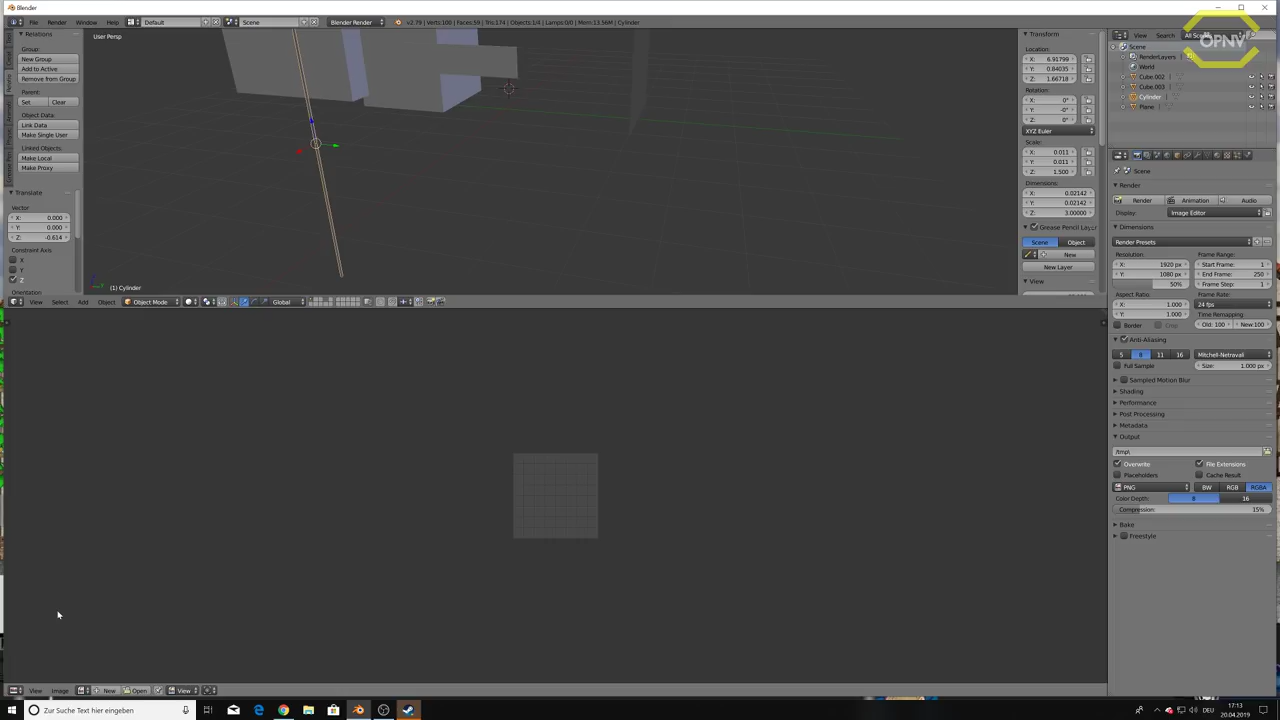 Blender
File Render Window Help Default Scene Blender Render v2.79 | Verts:100 | Faces:59 | Tris:174 | Objects:1/4 | Lamps:0/0 | Mem:13.56M | Cylinder
OPNV
Relations
Group:
New Group
Add to Active
Remove from Group
Parent:
Set Clear
Object Data:
Link Data
Make Single User
Linked Objects:
Make Local
Make Proxy
Translate
Vector
X: 0.000
Y: 0.000
Z: -0.614
Constraint Axis
X
Y
Z
Orientation
User Persp
(1) Cylinder
View Select Add Object Object Mode Global
Transform
Location:
X: 6.91799
Y: 0.84035
Z: 1.66718
Rotation:
X: 0°
Y: -0°
Z: 0°
XYZ Euler
Scale:
X: 0.011
Y: 0.011
Z: 1.500
Dimensions:
X: 0.02142
Y: 0.02142
Z: 3.00000
Grease Pencil Laye
Scene Object
New
New Layer
View
View Search All Sce
Scene
RenderLayers
World
Cube.002
Cube.003
Cylinder
Plane
Scene
Render
Render Animation Audio
Display: Image Editor
Dimensions
Render Presets
Resolution: Frame Range:
X: 1920 px Start Frame: 1
Y: 1080 px End Frame: 250
50% Frame Step: 1
Aspect Ratio: Frame Rate:
X: 1.000 24 fps
Y: 1.000 Time Remapping
Border Crop Old: 100 New 100
Anti-Aliasing
5 8 11 16 Mitchell-Netravali
Full Sample Size: 1.000 px
Sampled Motion Blur
Shading
Performance
Post Processing
Metadata
Output
/tmp\
Overwrite File Extensions
Placeholders Cache Result
PNG BW RGB RGBA
Color Depth: 8 16
Compression: 15%
Bake
Freestyle
View Image New Open View
Zur Suche Text hier eingeben
DEU
17:13
20.04.2019